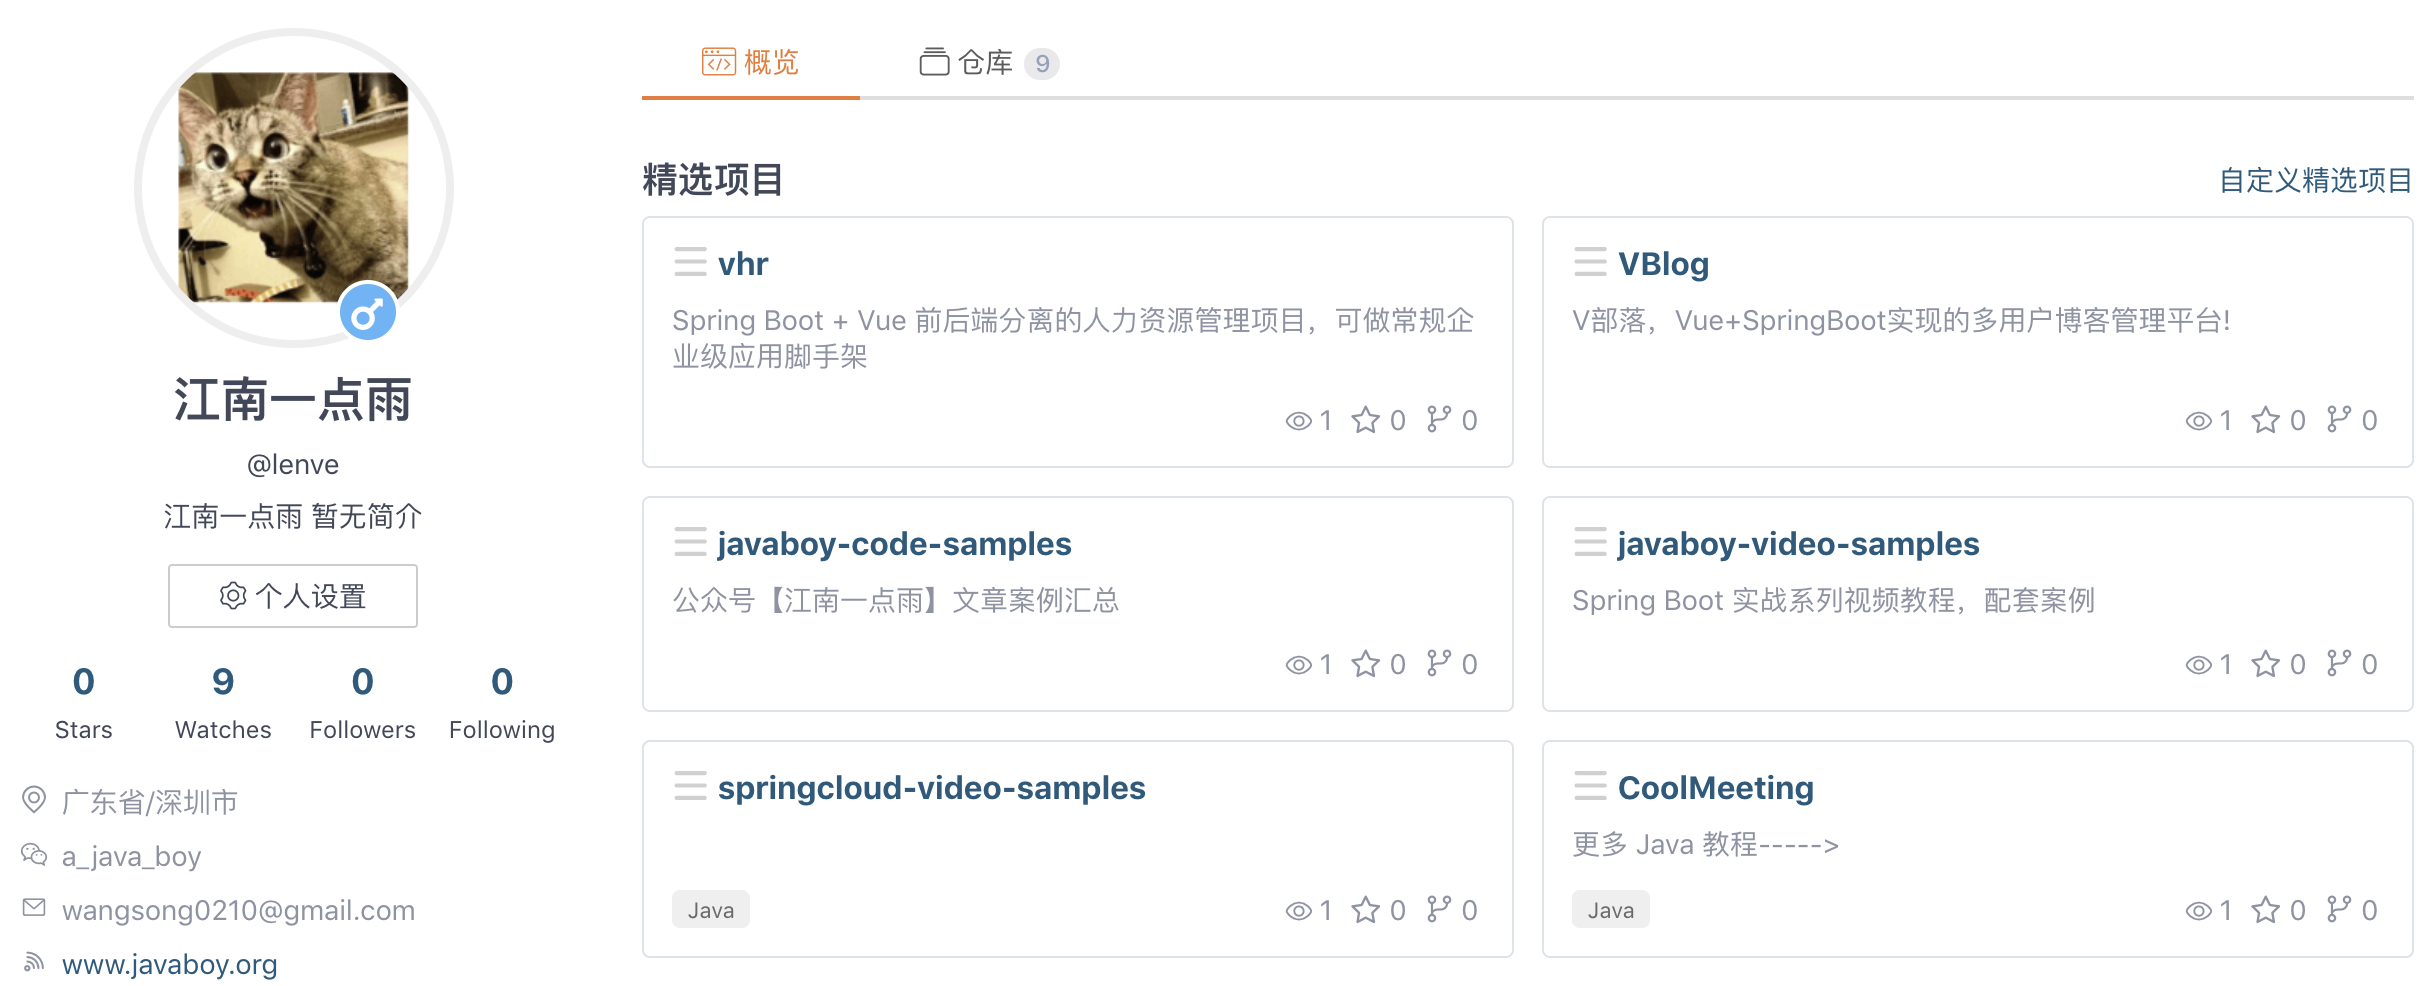 江南一点雨
@lenve
江南一点雨 暂无简介
个人设置
0 9 0 0
Stars Watches Followers Following
广东省/深圳市
a_java_boy
wangsong0210@gmail.com
www.javaboy.org
概览 仓库 9
精选项目 自定义精选项目
vhr
Spring Boot + Vue 前后端分离的人力资源管理项目，可做常规企
业级应用脚手架
1 0 0
VBlog
V部落，Vue+SpringBoot实现的多用户博客管理平台!
1 0 0
javaboy-code-samples
公众号【江南一点雨】文章案例汇总
1 0 0
javaboy-video-samples
Spring Boot 实战系列视频教程，配套案例
1 0 0
springcloud-video-samples
Java 1 0 0
CoolMeeting
更多 Java 教程----->
Java 1 0 0